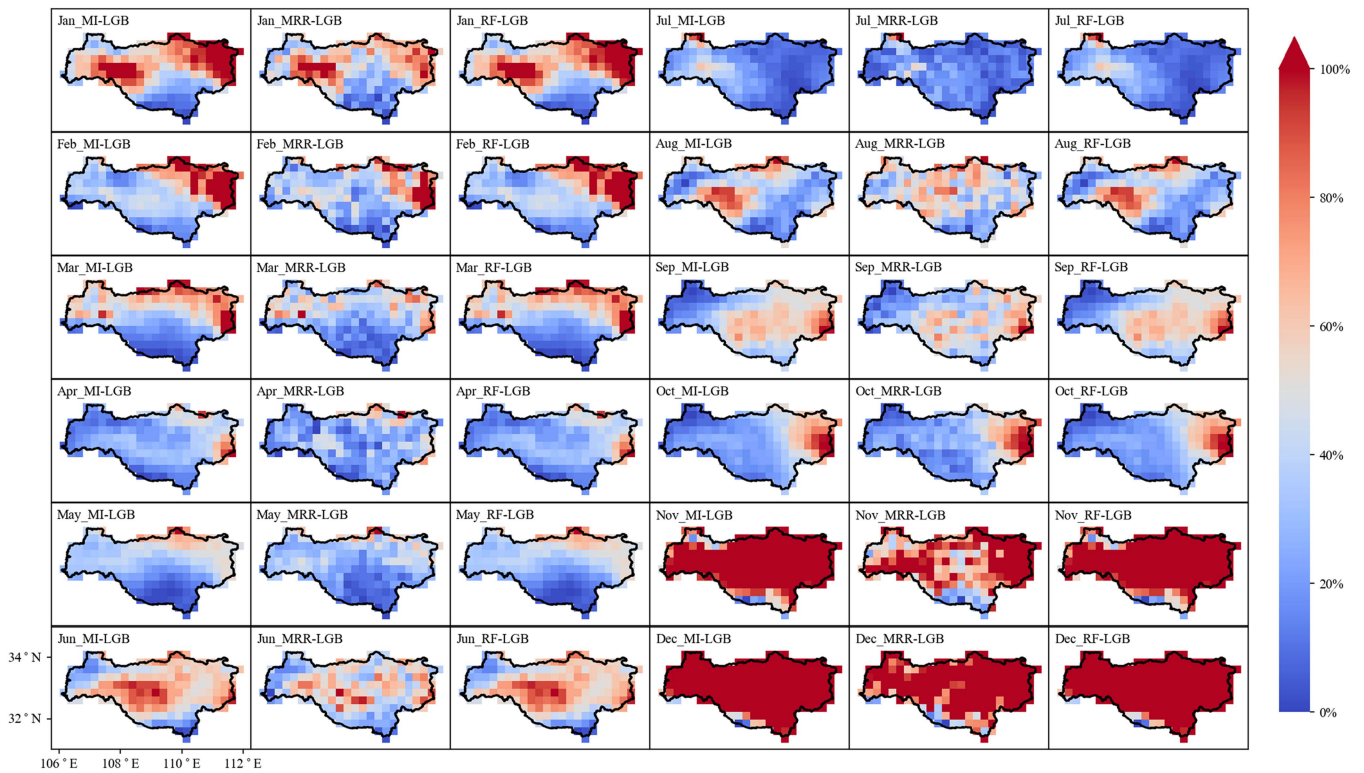 Jan_MI-LGB
Jan_MRR-LGB
Jan_RF-LGB
Jul_MI-LGB
Jul_MRR-LGB
Jul_RF-LGB
Feb_MI-LGB
Feb_MRR-LGB
Feb_RF-LGB
Aug_MI-LGB
Aug_MRR-LGB
Aug_RF-LGB
Mar_MI-LGB
Mar_MRR-LGB
Mar_RF-LGB
Sep_MI-LGB
Sep_MRR-LGB
Sep_RF-LGB
Apr_MI-LGB
Apr_MRR-LGB
Apr_RF-LGB
Oct_MI-LGB
Oct_MRR-LGB
Oct_RF-LGB
May_MI-LGB
May_MRR-LGB
May_RF-LGB
Nov_MI-LGB
Nov_MRR-LGB
Nov_RF-LGB
Jun_MI-LGB
Jun_MRR-LGB
Jun_RF-LGB
Dec_MI-LGB
Dec_MRR-LGB
Dec_RF-LGB
34°N
32°N
106°E
108°E
110°E
112°E
100%
80%
60%
40%
20%
0%